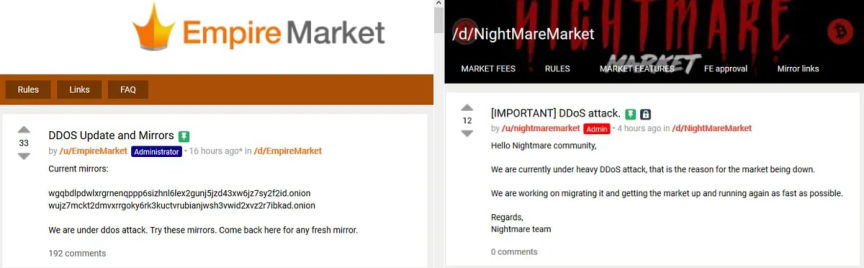 Empire Market
Rules Links FAQ
33
DDOS Update and Mirrors
by /u/EmpireMarket Administrator • 16 hours ago* in /d/EmpireMarket
Current mirrors:
wgqbdlpdwlxrgrnenqppp6sizhnl6lex2gunj5jzd43xw6jz7sy2f2id.onion
wujz7mckt2dmvxrrgoky6rk3kuctvrubianjwsh3vwid2xvz2r7ibkad.onion
We are under ddos attack. Try these mirrors. Come back here for any fresh mirror.
192 comments
NIGHTMARE
MARKET
/d/NightMareMarket
MARKET FEES RULES MARKET FEATURES FE approval Mirror links
12
[IMPORTANT] DDoS attack.
by /u/nightmaremarket Admin • 4 hours ago in /d/NightMareMarket
Hello Nightmare community,
We are currently under heavy DDoS attack, that is the reason for the market being down.
We are working on migrating it and getting the market up and running again as fast as possible.
Regards,
Nightmare team
0 comments